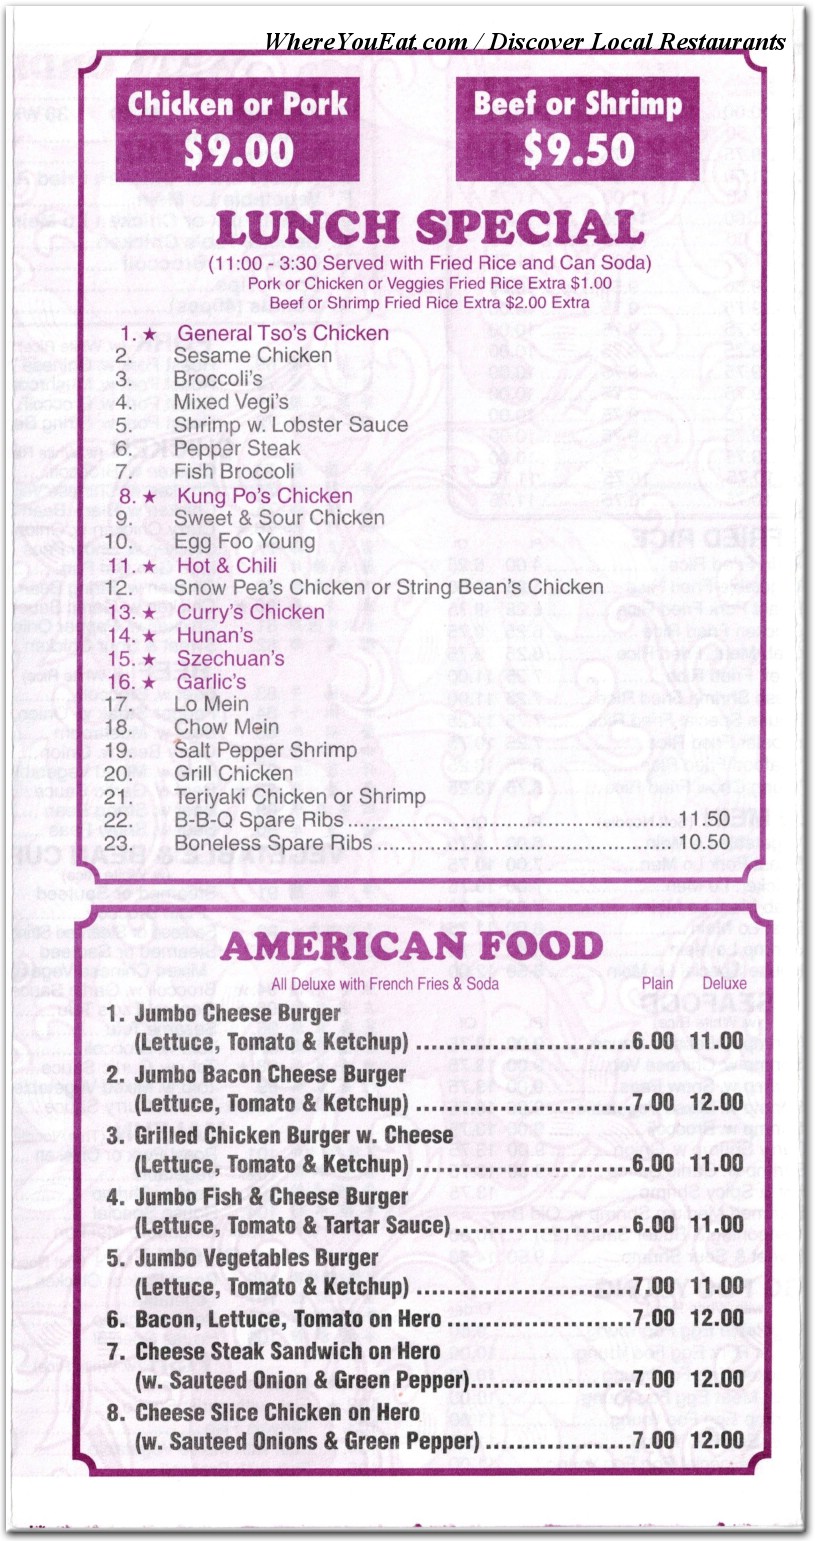 WhereYouEat.com / Discover Local Restaurants
Chicken or Pork
$9.00
Beef or Shrimp
$9.50
LUNCH SPECIAL
(11:00 - 3:30 Served with Fried Rice and Can Soda)
Pork or Chicken or Veggies Fried Rice Extra $1.00
Beef or Shrimp Fried Rice Extra $2.00 Extra
1. ★ General Tso's Chicken
2. Sesame Chicken
3. Broccoli's
4. Mixed Vegi's
5. Shrimp w. Lobster Sauce
6. Pepper Steak
7. Fish Broccoli
8. ★ Kung Po's Chicken
9. Sweet & Sour Chicken
10. Egg Foo Young
11. ★ Hot & Chili
12. Snow Pea's Chicken or String Bean's Chicken
13. ★ Curry's Chicken
14. ★ Hunan's
15. ★ Szechuan's
16. ★ Garlic's
17. Lo Mein
18. Chow Mein
19. Salt Pepper Shrimp
20. Grill Chicken
21. Teriyaki Chicken or Shrimp
22. B-B-Q Spare Ribs ........ 11.50
23. Boneless Spare Ribs ........ 10.50
AMERICAN FOOD
All Deluxe with French Fries & Soda Plain Deluxe
1. Jumbo Cheese Burger
(Lettuce, Tomato & Ketchup) ........ 6.00 11.00
2. Jumbo Bacon Cheese Burger
(Lettuce, Tomato & Ketchup) ........ 7.00 12.00
3. Grilled Chicken Burger w. Cheese
(Lettuce, Tomato & Ketchup) ........ 6.00 11.00
4. Jumbo Fish & Cheese Burger
(Lettuce, Tomato & Tartar Sauce) ........ 6.00 11.00
5. Jumbo Vegetables Burger
(Lettuce, Tomato & Ketchup) ........ 7.00 11.00
6. Bacon, Lettuce, Tomato on Hero ........ 7.00 12.00
7. Cheese Steak Sandwich on Hero
(w. Sauteed Onion & Green Pepper) ........ 7.00 12.00
8. Cheese Slice Chicken on Hero
(w. Sauteed Onions & Green Pepper) ........ 7.00 12.00